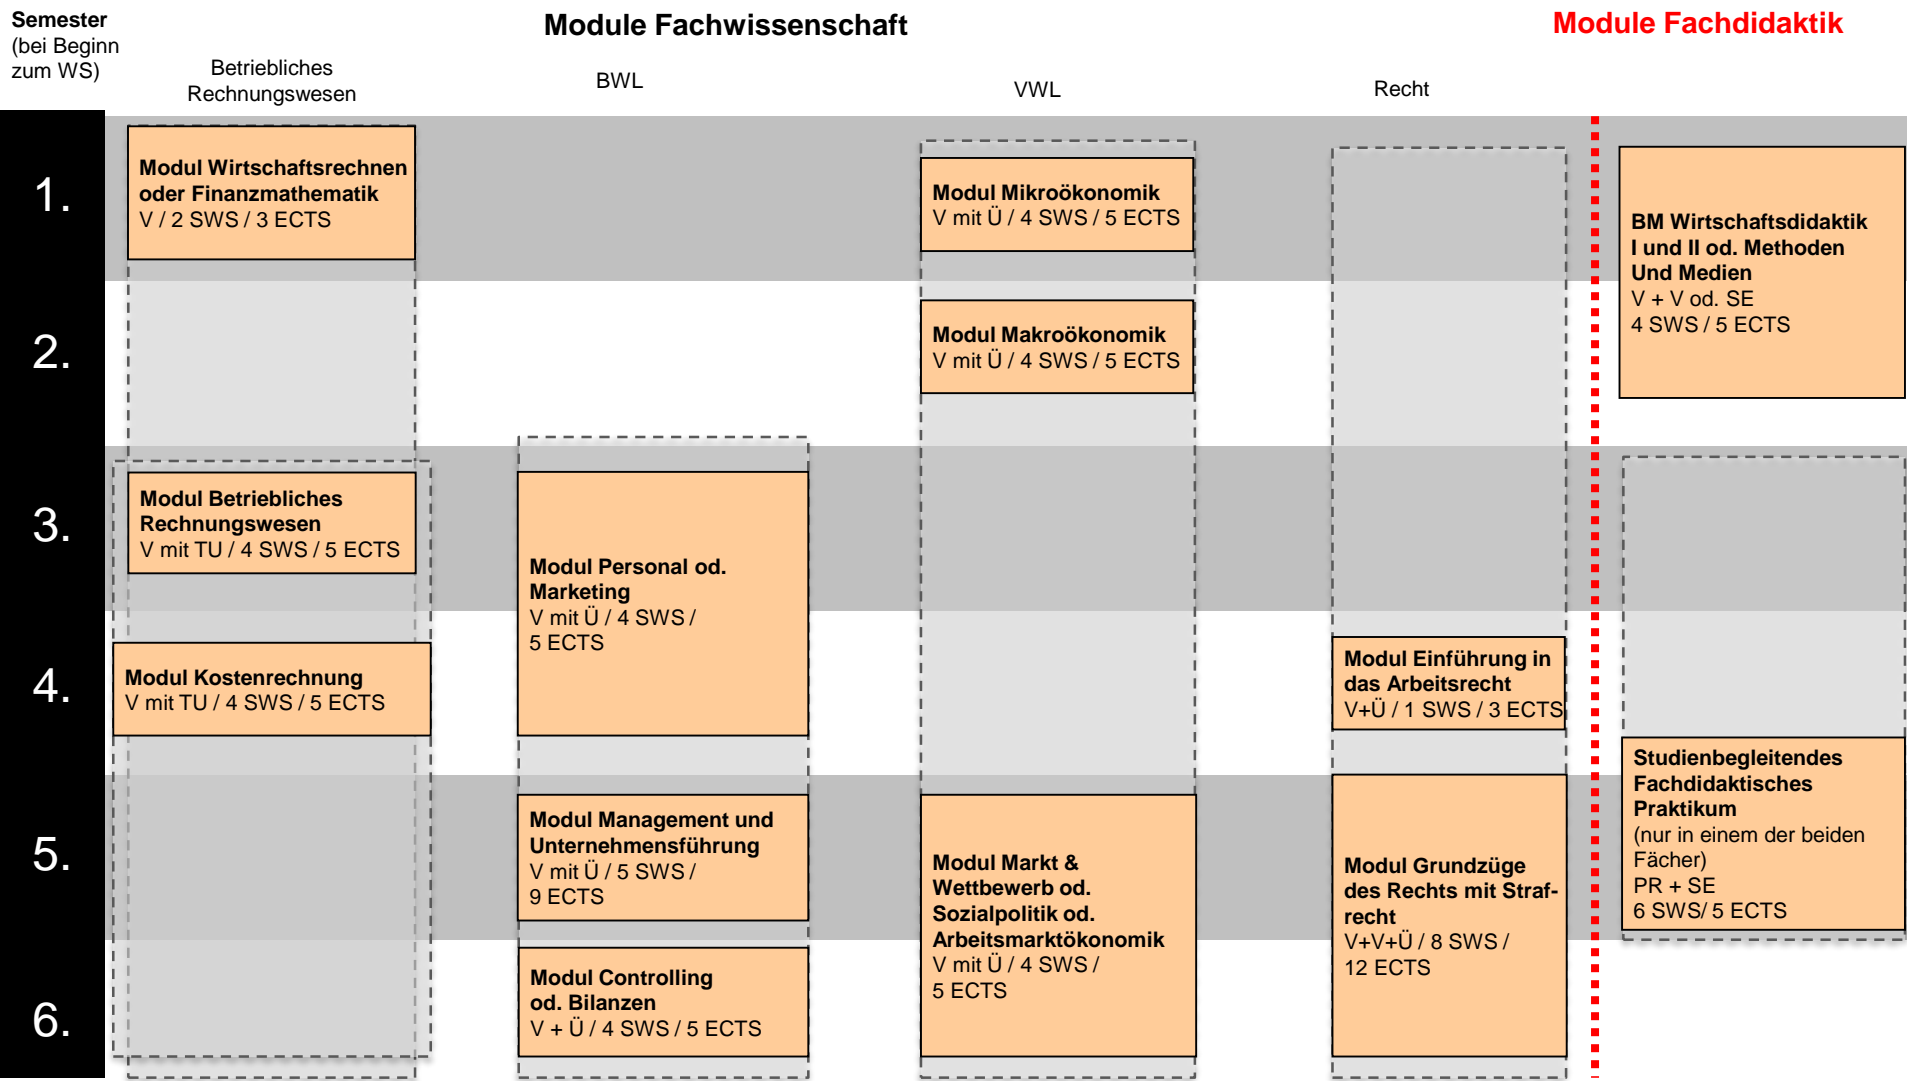 Semester
(bei Beginn
zum WS)
Module Fachwissenschaft
Module Fachdidaktik
Betriebliches
Rechnungswesen
BWL
VWL
Recht
1.
Modul Wirtschaftsrechnen
oder Finanzmathematik
V / 2 SWS / 3 ECTS
Modul Mikroökonomik
V mit Ü / 4 SWS / 5 ECTS
BM Wirtschaftsdidaktik
I und II od. Methoden
Und Medien
V + V od. SE
4 SWS / 5 ECTS
2.
Modul Makroökonomik
V mit Ü / 4 SWS / 5 ECTS
3.
Modul Betriebliches
Rechnungswesen
V mit TU / 4 SWS / 5 ECTS
Modul Personal od.
Marketing
V mit Ü / 4 SWS /
5 ECTS
4.
Modul Kostenrechnung
V mit TU / 4 SWS / 5 ECTS
Modul Einführung in
das Arbeitsrecht
V+Ü / 1 SWS / 3 ECTS
5.
Modul Management und
Unternehmensführung
V mit Ü / 5 SWS /
9 ECTS
Modul Markt &
Wettbewerb od.
Sozialpolitik od.
Arbeitsmarktökonomik
V mit Ü / 4 SWS /
5 ECTS
Modul Grundzüge
des Rechts mit Straf-
recht
V+V+Ü / 8 SWS /
12 ECTS
Studienbegleitendes
Fachdidaktisches
Praktikum
(nur in einem der beiden
Fächer)
PR + SE
6 SWS/ 5 ECTS
6.
Modul Controlling
od. Bilanzen
V + Ü / 4 SWS / 5 ECTS